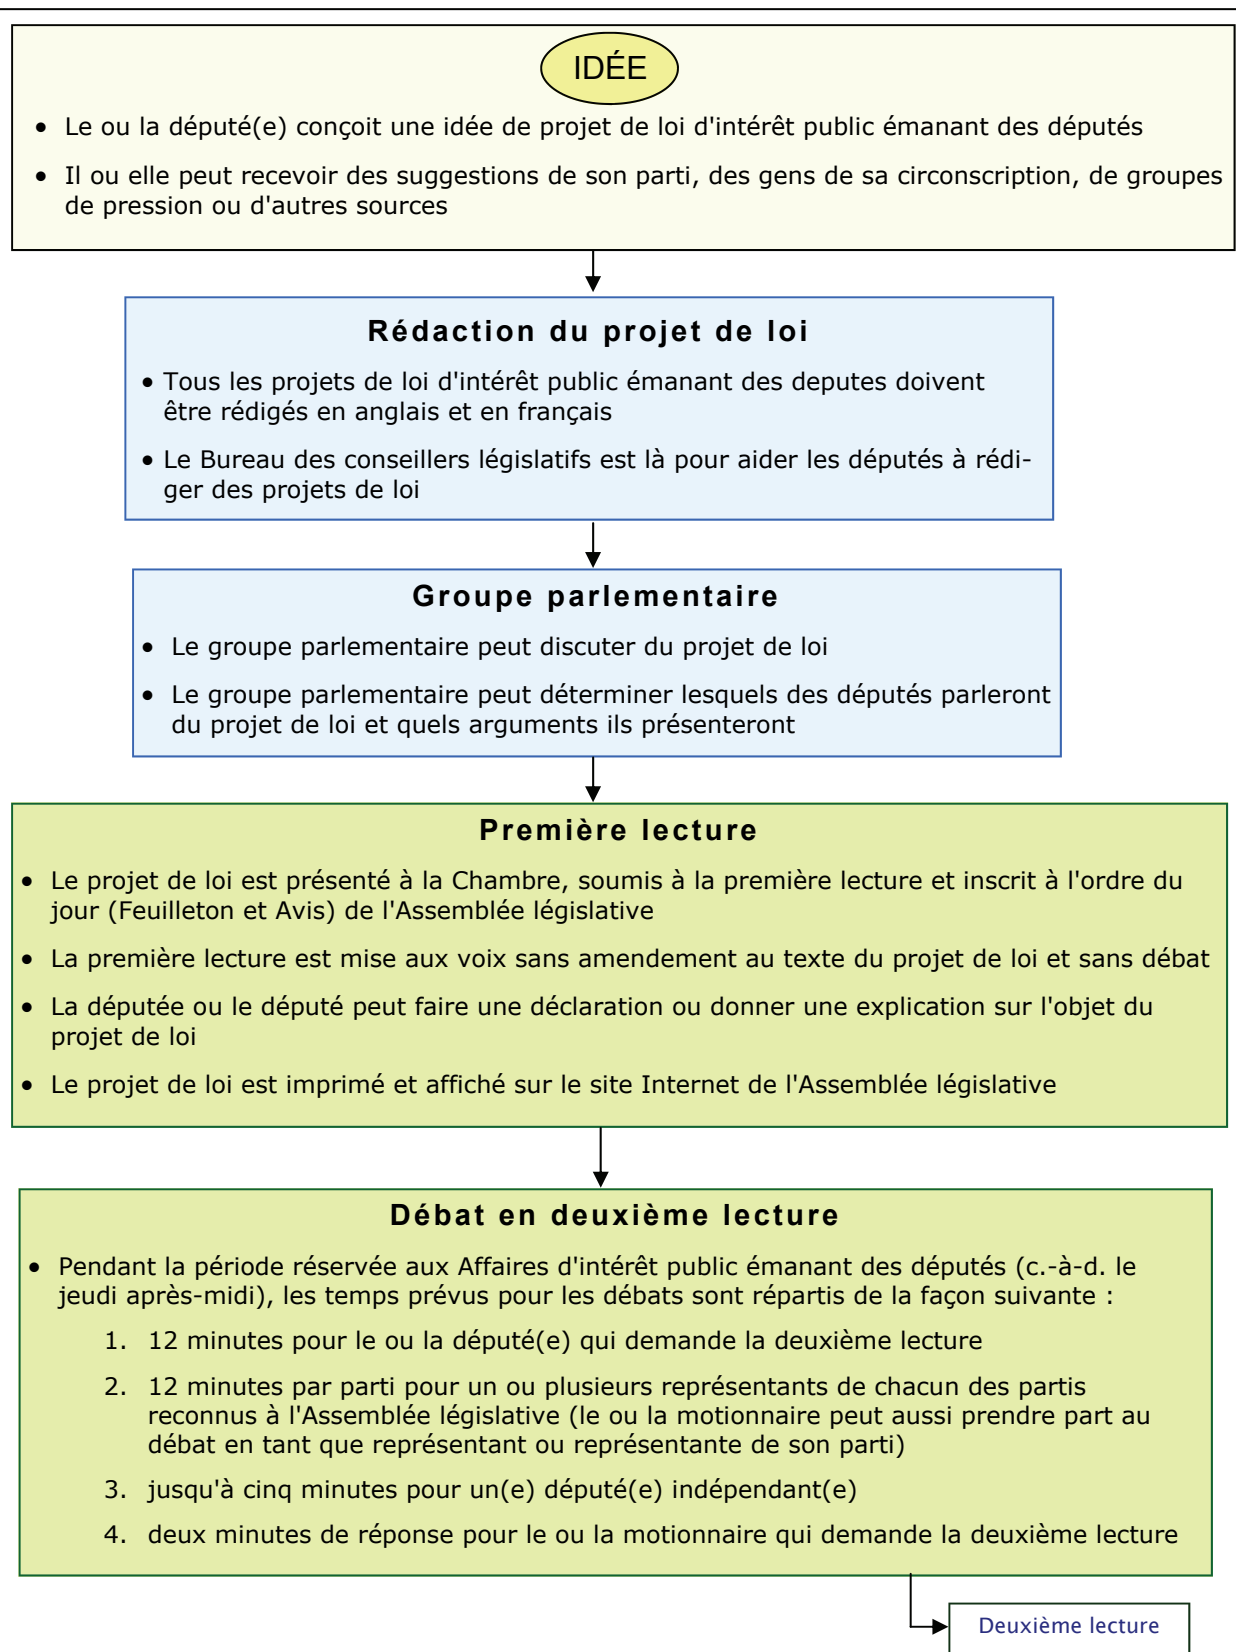 IDÉE
• Le ou la député(e) conçoit une idée de projet de loi d'intérêt public émanant des députés
• Il ou elle peut recevoir des suggestions de son parti, des gens de sa circonscription, de groupes
de pression ou d'autres sources
Rédaction du projet de loi
• Tous les projets de loi d'intérêt public émanant des deputes doivent
être rédigés en anglais et en français
• Le Bureau des conseillers législatifs est là pour aider les députés à rédi-
ger des projets de loi
Groupe parlementaire
• Le groupe parlementaire peut discuter du projet de loi
• Le groupe parlementaire peut déterminer lesquels des députés parleront
du projet de loi et quels arguments ils présenteront
Première lecture
• Le projet de loi est présenté à la Chambre, soumis à la première lecture et inscrit à l'ordre du
jour (Feuilleton et Avis) de l'Assemblée législative
• La première lecture est mise aux voix sans amendement au texte du projet de loi et sans débat
• La députée ou le député peut faire une déclaration ou donner une explication sur l'objet du
projet de loi
• Le projet de loi est imprimé et affiché sur le site Internet de l'Assemblée législative
Débat en deuxième lecture
• Pendant la période réservée aux Affaires d'intérêt public émanant des députés (c.-à-d. le
jeudi après-midi), les temps prévus pour les débats sont répartis de la façon suivante :
1. 12 minutes pour le ou la député(e) qui demande la deuxième lecture
2. 12 minutes par parti pour un ou plusieurs représentants de chacun des partis
reconnus à l'Assemblée législative (le ou la motionnaire peut aussi prendre part au
débat en tant que représentant ou représentante de son parti)
3. jusqu'à cinq minutes pour un(e) député(e) indépendant(e)
4. deux minutes de réponse pour le ou la motionnaire qui demande la deuxième lecture
Deuxième lecture